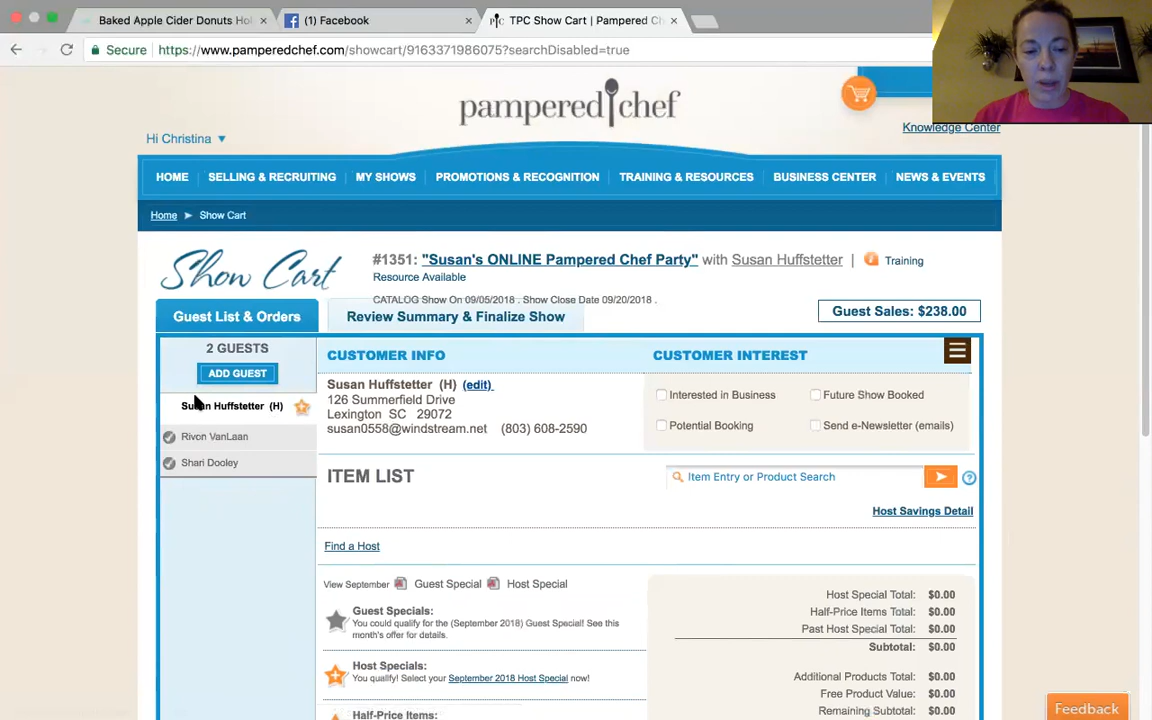 Baked Apple Cider Donuts Ho
(1) Facebook
TPC Show Cart | Pampered Ch
Secure
https://www.pamperedchef.com/showcart/9163371986075?searchDisabled=true
pampered chef
Hi Christina
Knowledge Center
HOME SELLING & RECRUITING MY SHOWS PROMOTIONS & RECOGNITION TRAINING & RESOURCES BUSINESS CENTER NEWS & EVENTS
Home Show Cart
Show Cart
#1351: "Susan's ONLINE Pampered Chef Party" with Susan Huffstetter | Training
Resource Available
CATALOG Show On 09/05/2018 . Show Close Date 09/20/2018 .
Guest List & Orders
Review Summary & Finalize Show
Guest Sales: $238.00
2 GUESTS
ADD GUEST
Susan Huffstetter (H)
Rivon VanLaan
Shari Dooley
CUSTOMER INFO
Susan Huffstetter (H) (edit)
126 Summerfield Drive
Lexington SC 29072
susan0558@windstream.net (803) 608-2590
CUSTOMER INTEREST
Interested in Business
Future Show Booked
Potential Booking
Send e-Newsletter (emails)
ITEM LIST
Item Entry or Product Search
Host Savings Detail
Find a Host
View September Guest Special Host Special
Guest Specials:
You could qualify for the (September 2018) Guest Special! See this
month's offer for details.
Host Specials:
You qualify! Select your September 2018 Host Special now!
Half-Price Items:
Host Special Total: $0.00
Half-Price Items Total: $0.00
Past Host Special Total: $0.00
Subtotal: $0.00
Additional Products Total: $0.00
Free Product Value: $0.00
Remaining Subtotal: $0.00
Feedback